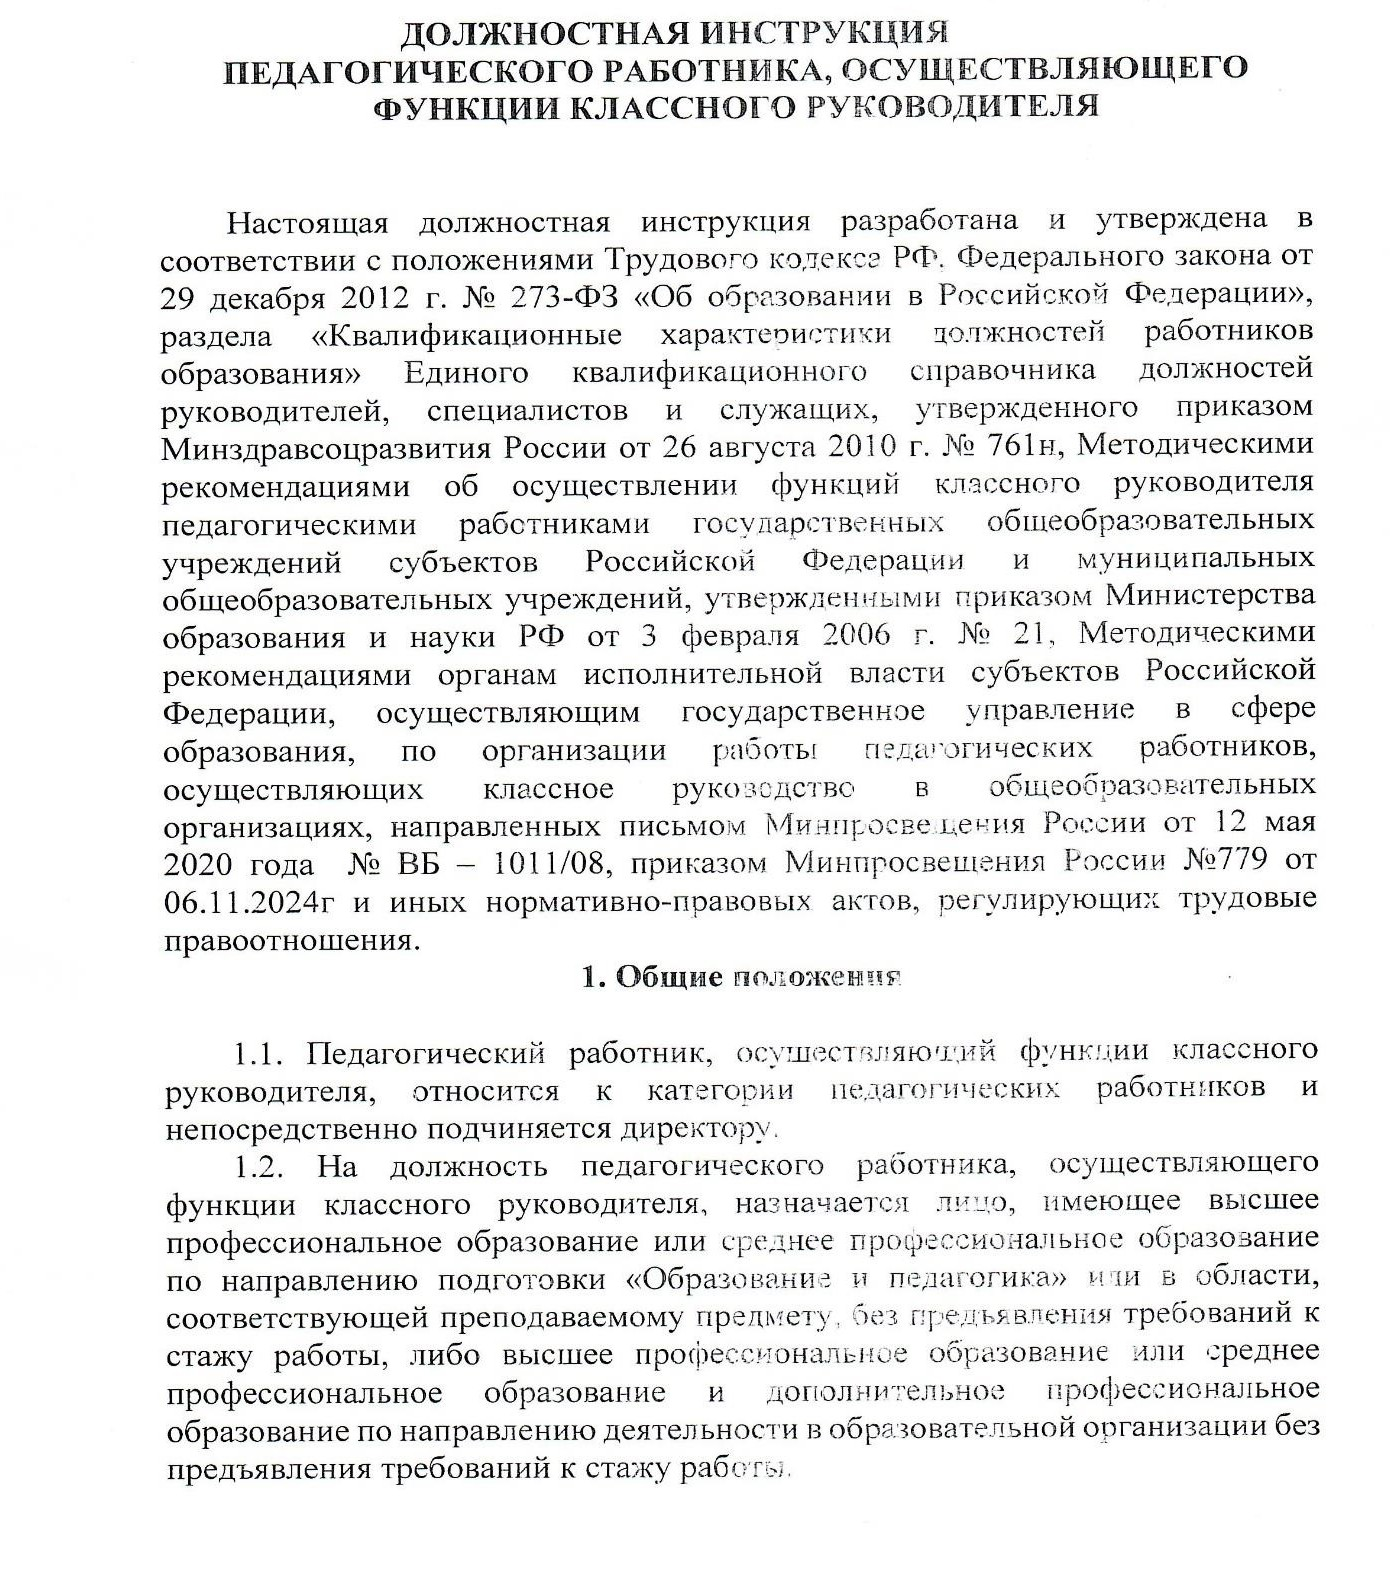 ДОЛЖНОСТНАЯ ИНСТРУКЦИЯ
ПЕДАГОГИЧЕСКОГО РАБОТНИКА, ОСУЩЕСТВЛЯЮЩЕГО
ФУНКЦИИ КЛАССНОГО РУКОВОДИТЕЛЯ
Настоящая должностная инструкция разработана и утверждена в
соответствии с положениями Трудового кодекса РФ. Федерального закона от
29 декабря 2012 г. № 273-ФЗ «Об образовании в Российской Федерации»,
раздела «Квалификационные характеристики должностей работников
образования» Единого квалификационного справочника должностей
руководителей, специалистов и служащих, утвержденного приказом
Минздравсоцразвития России от 26 августа 2010 г. № 761н, Методическими
рекомендациями об осуществлении функций классного руководителя
педагогическими работниками государственных общеобразовательных
учреждений субъектов Российской Федерации и муниципальных
общеобразовательных учреждений, утвержденными приказом Министерства
образования и науки РФ от 3 февраля 2006 г. № 21, Методическими
рекомендациями органам исполнительной власти субъектов Российской
Федерации, осуществляющим государственное управление в сфере
образования, по организации работы педагогических работников,
осуществляющих классное руководство в общеобразовательных
организациях, направленных письмом Минпросвещения России от 12 мая
2020 года № ВБ – 1011/08, приказом Минпросвещения России №779 от
06.11.2024г и иных нормативно-правовых актов, регулирующих трудовые
правоотношения.
1. Общие положения
1.1. Педагогический работник, осуществляющий функции классного
руководителя, относится к категории педагогических работников и
непосредственно подчиняется директору.
1.2. На должность педагогического работника, осуществляющего
функции классного руководителя, назначается лицо, имеющее высшее
профессиональное образование или среднее профессиональное образование
по направлению подготовки «Образование и педагогика» или в области,
соответствующей преподаваемому предмету, без предъявления требований к
стажу работы, либо высшее профессиональное образование или среднее
профессиональное образование и дополнительное профессиональное
образование по направлению деятельности в образовательной организации без
предъявления требований к стажу работы.